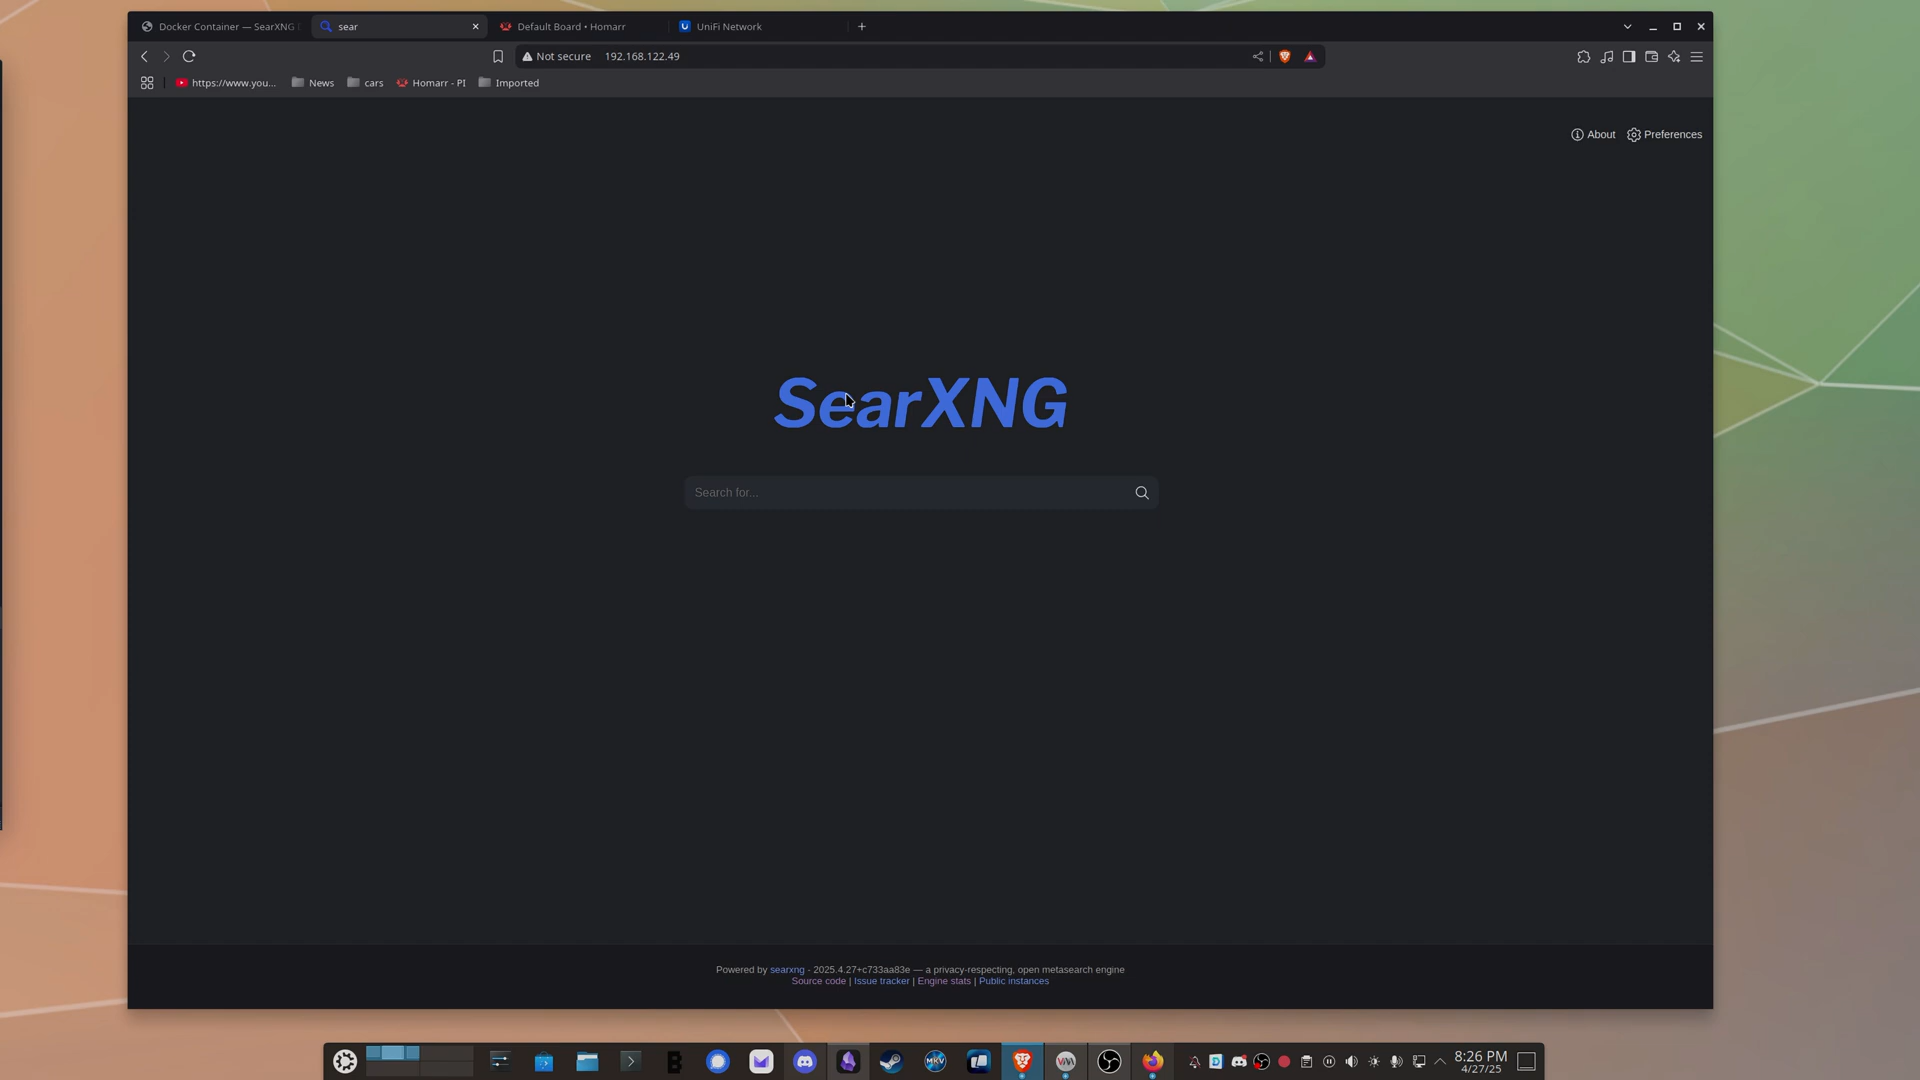 Docker Container — SearXNG
sear
Default Board • Homarr
UniFi Network
Not secure
192.168.122.49
https://www.you...
News
cars
Homarr - PI
Imported
About
Preferences
SearXNG
Search for...
Powered by searxng - 2025.4.27+c733aa83e — a privacy-respecting, open metasearch engine
Source code | Issue tracker | Engine stats | Public instances
MKV
8:26 PM
4/27/25